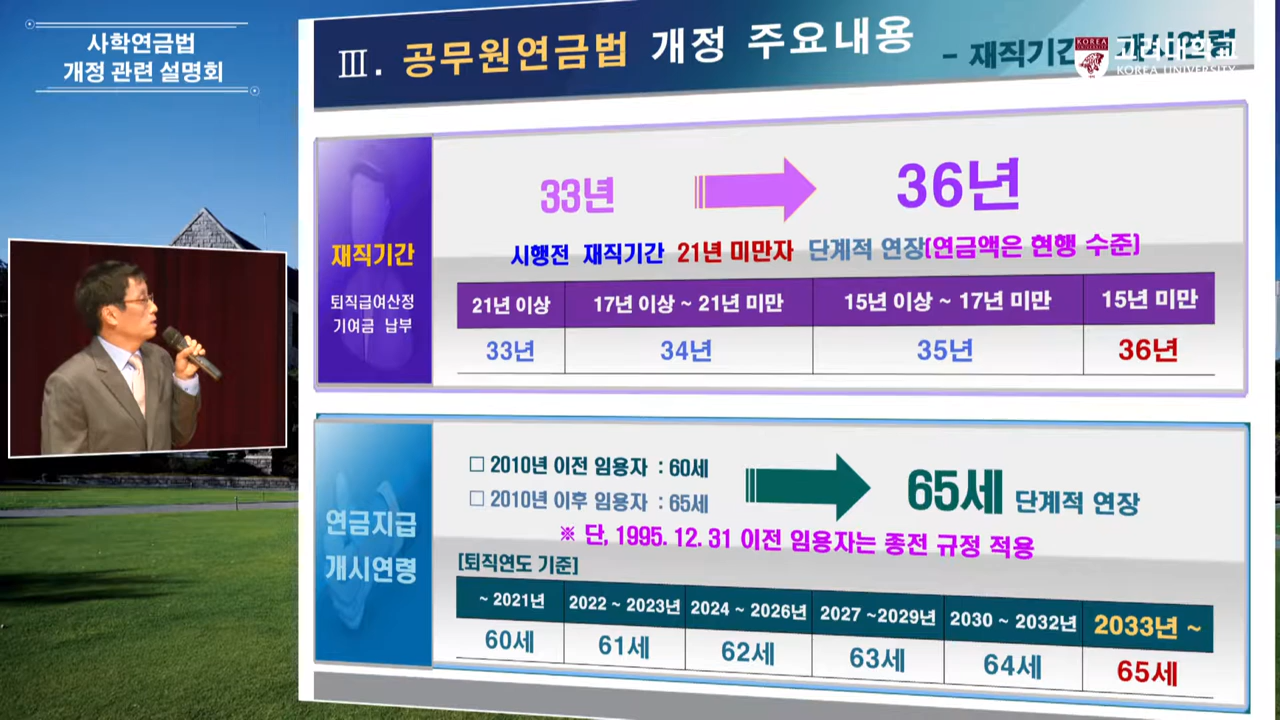 사학연금법
개정 관련 설명회
Ⅲ. 공무원연금법 개정 주요내용
- 재직기간 개시연령
KOREA
고려대학교
KOREA UNIVERSITY
재직기간
퇴직급여산정
기여금 납부
33년
36년
시행전 재직기간 21년 미만자 단계적 연장(연금액은 현행 수준)
21년 이상 17년 이상 ~ 21년 미만 15년 이상 ~ 17년 미만 15년 미만
33년 34년 35년 36년
연금지급
개시연령
□ 2010년 이전 임용자 : 60세
□ 2010년 이후 임용자 : 65세
65세 단계적 연장
※ 단, 1995. 12. 31 이전 임용자는 종전 규정 적용
[퇴직연도 기준]
~ 2021년 2022 ~ 2023년 2024 ~ 2026년 2027 ~2029년 2030 ~ 2032년 2033년 ~
60세 61세 62세 63세 64세 65세